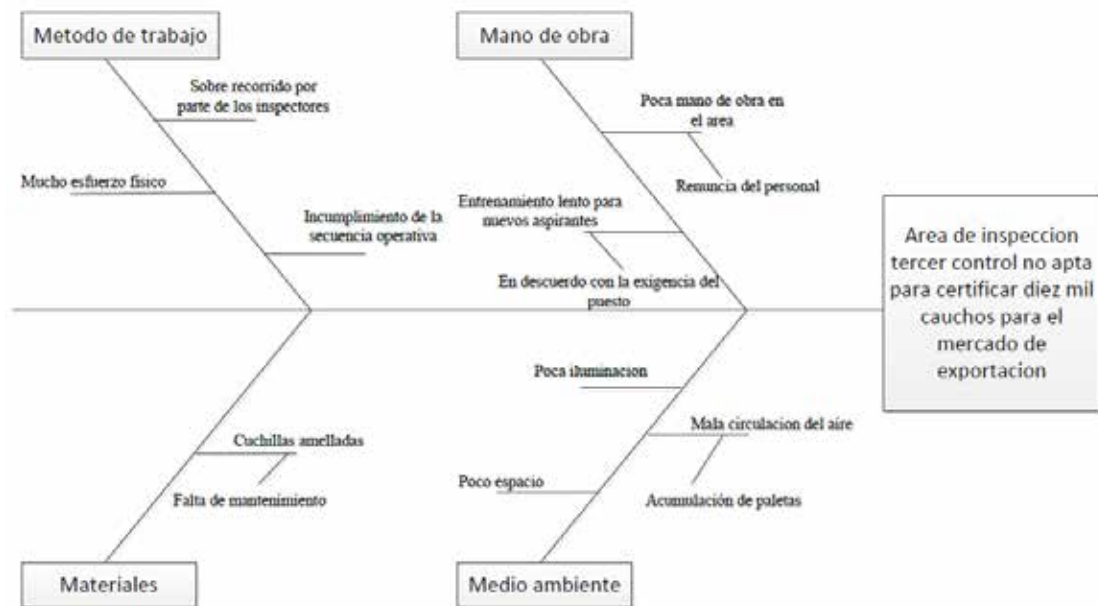 Metodo de trabajo
Mano de obra
Sobre recorrido por
parte de los inspectores
Mucho esfuerzo físico
Incumplimiento de la
secuencia operativa
Poca mano de obra en
el area
Renuncia del personal
Entrenamiento lento para
nuevos aspirantes
En descuerdo con la exigencia del
puesto
Area de inspeccion
tercer control no apta
para certificar diez mil
cauchos para el
mercado de
exportacion
Cuchillas amelladas
Falta de mantenimiento
Poca iluminacion
Mala circulacion del aire
Poco espacio
Acumulación de paletas
Materiales
Medio ambiente